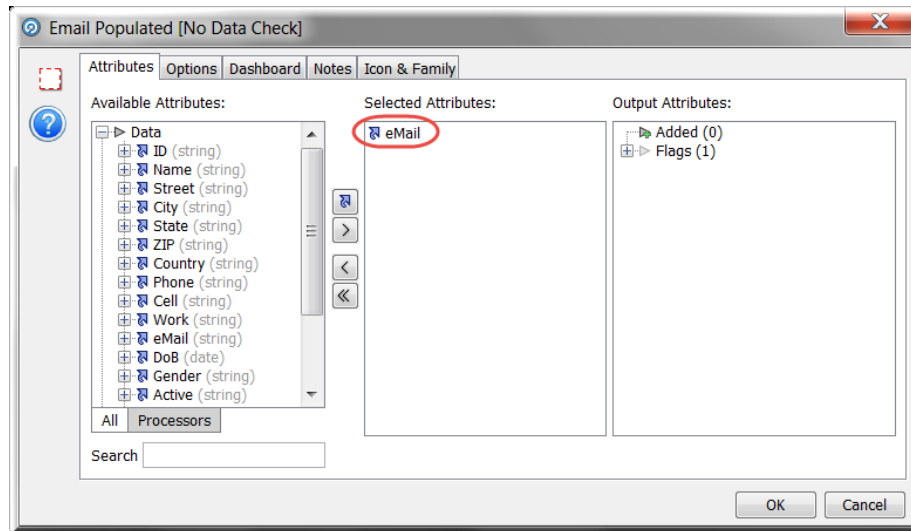 Email Populated [No Data Check]
Attributes Options Dashboard Notes Icon & Family
Available Attributes: Selected Attributes: Output Attributes:
Data
ID (string)
Name (string)
Street (string)
City (string)
State (string)
ZIP (string)
Country (string)
Phone (string)
Cell (string)
Work (string)
eMail (string)
DoB (date)
Gender (string)
Active (string)
All Processors
Search
eMail
Added (0)
Flags (1)
OK Cancel